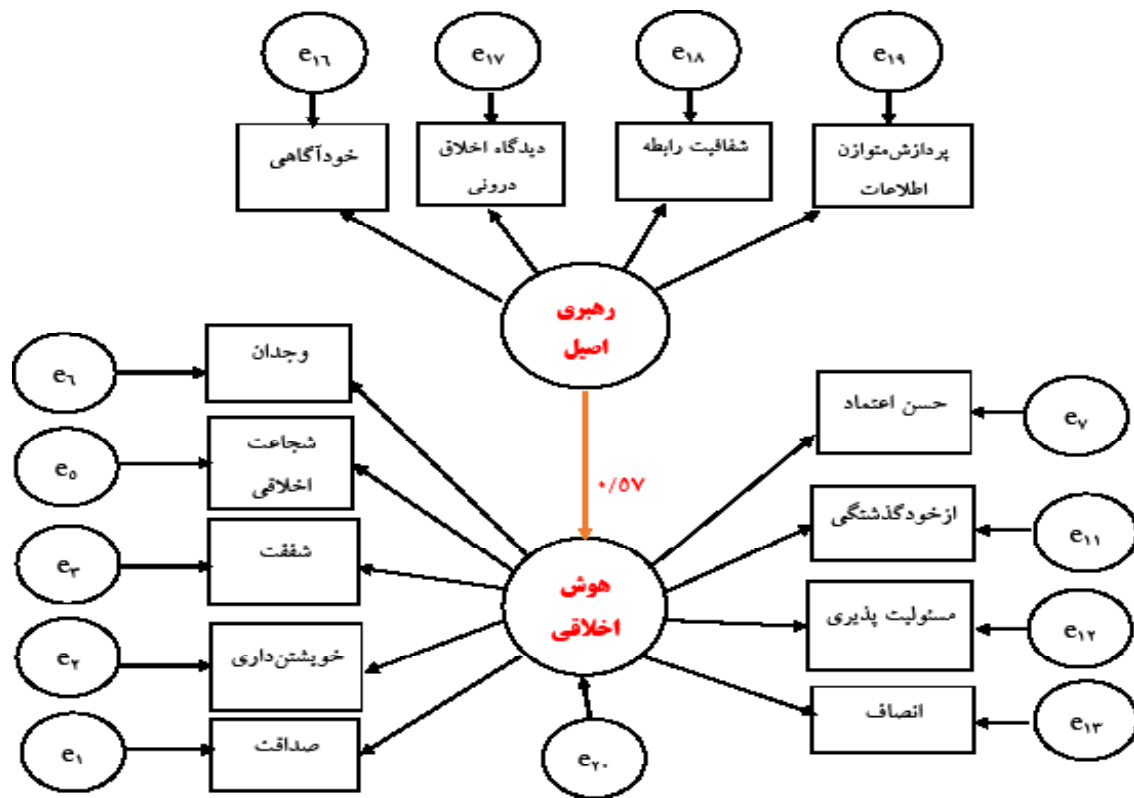 e۱۶
e۱۷
e۱۸
e۱۹
خودآگاهی
دیدگاه اخلاق
درونی
شفافیت رابطه
پردازش‌متوازن
اطلاعات
رهبری
اصیل
e۶
وجدان
e۵
شجاعت
اخلاقی
e۳
شفقت
e۲
خویشتن‌داری
e۱
صداقت
۰/۵۷
هوش
اخلاقی
e۲۰
حسن اعتماد
e۷
ازخودگذشتگی
e۱۱
مسئولیت پذیری
e۱۲
انصاف
e۱۳